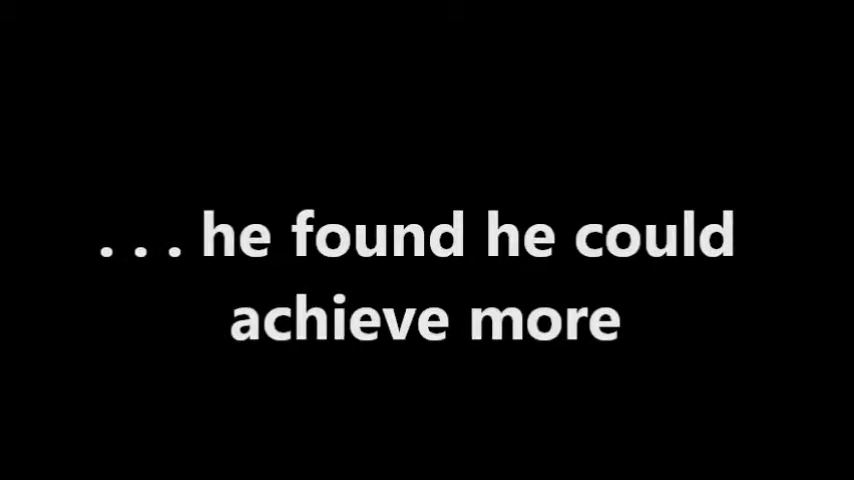 . . . he found he could
achieve more